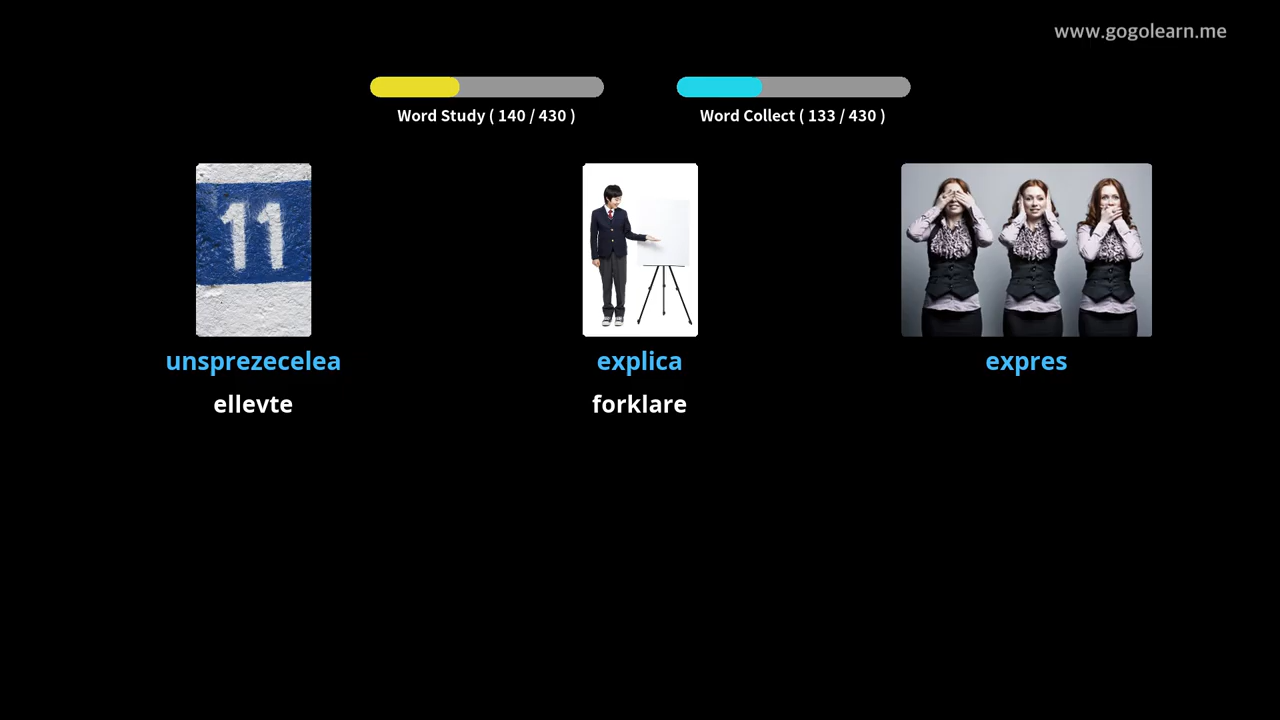 www.gogolearn.me
Word Study ( 140 / 430 )
Word Collect ( 133 / 430 )
11
unsprezecelea
explica
expres
ellevte
forklare